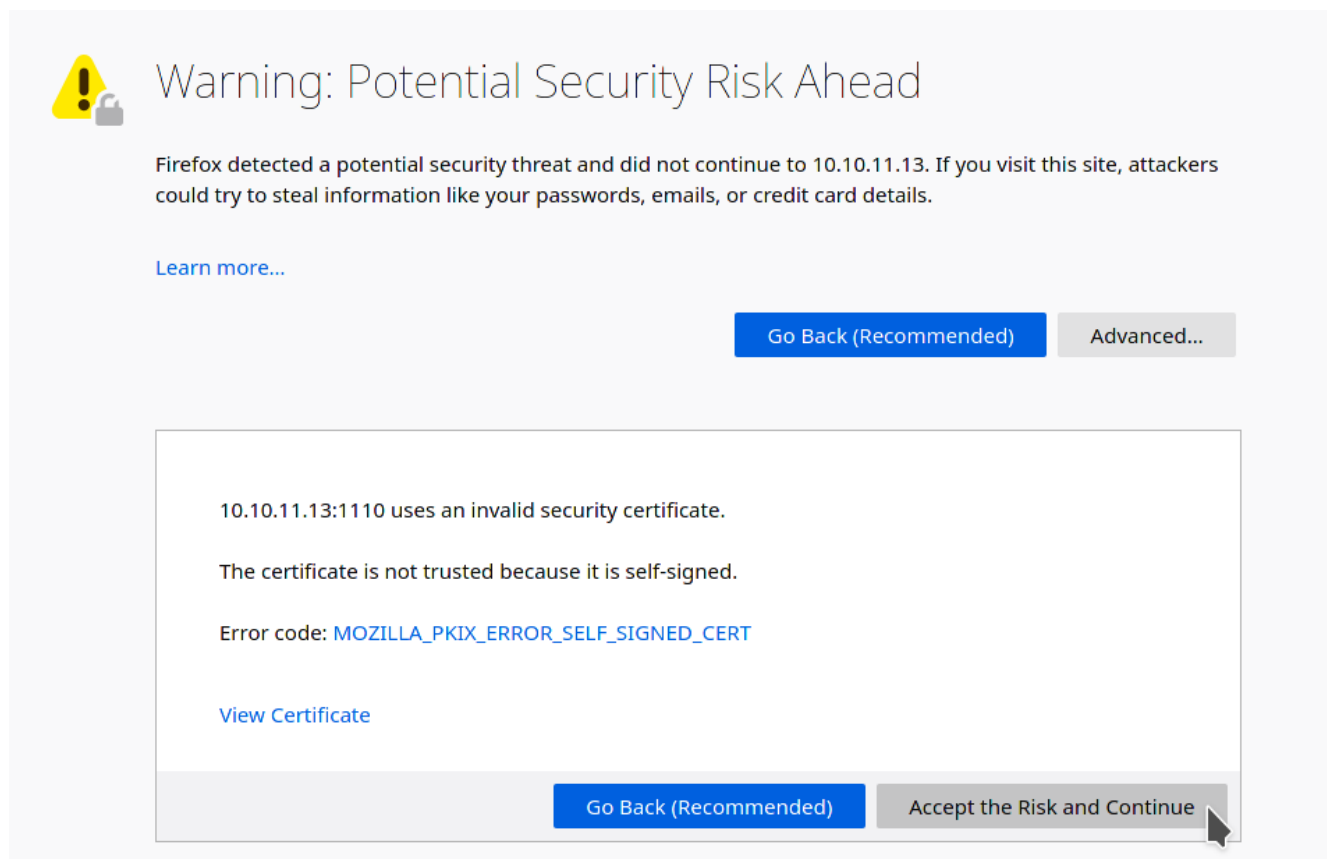 Warning: Potential Security Risk Ahead
Firefox detected a potential security threat and did not continue to 10.10.11.13. If you visit this site, attackers
could try to steal information like your passwords, emails, or credit card details.
Learn more...
Go Back (Recommended)
Advanced...
10.10.11.13:1110 uses an invalid security certificate.
The certificate is not trusted because it is self-signed.
Error code: MOZILLA_PKIX_ERROR_SELF_SIGNED_CERT
View Certificate
Go Back (Recommended)
Accept the Risk and Continue